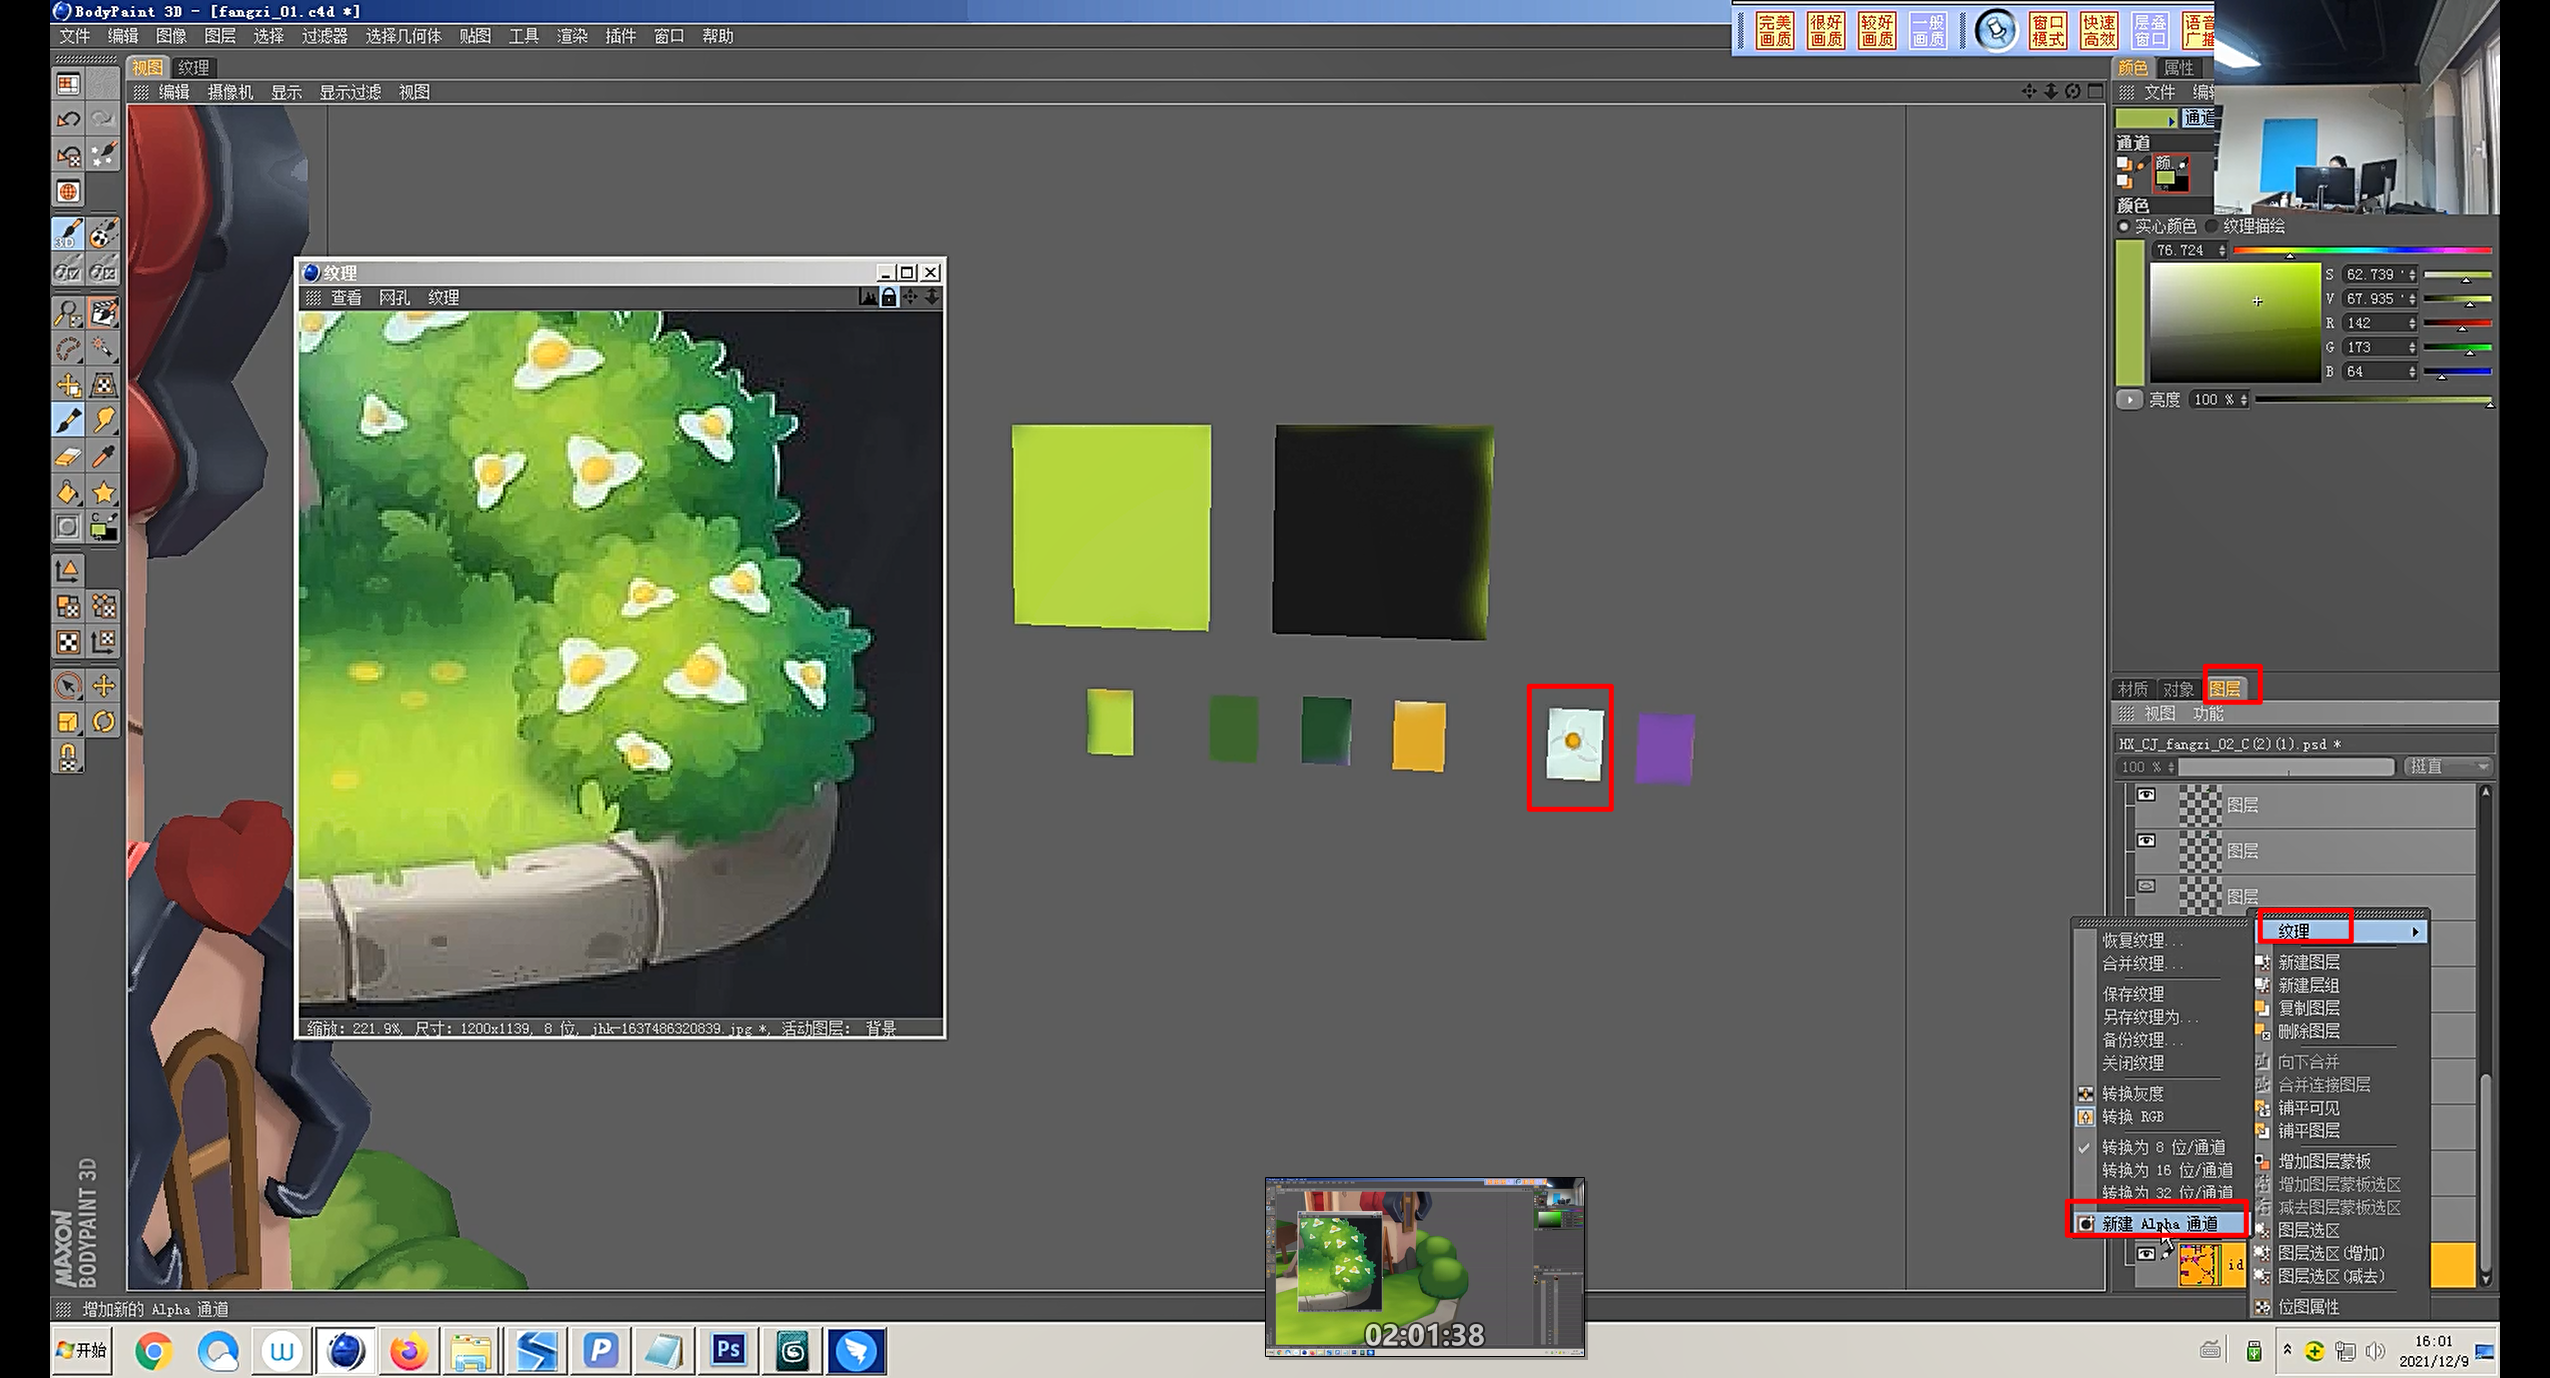 BodyPaint 3D - [fangzi_01.c4d *]
文件 编辑 图像 图层 选择 过滤器 选择几何体 贴图 工具 渲染 插件 窗口 帮助
完美画质 很好画质 较好画质 一般画质 窗口模式 快速高效 层叠窗口 语音广播
视图 纹理
编辑 摄像机 显示 显示过滤 视图
颜色 属性
文件 编辑
通道
通道
颜
颜色
实心颜色 纹理描绘
76.724
S 62.739
V 67.935
R 142
G 173
B 64
亮度 100 %
3D
C
纹理
查看 网孔 纹理
缩放: 221.9%, 尺寸: 1200x1139, 8 位, jhk-1637486320839.jpg *, 活动图层: 背景
材质 对象 图层
视图 功能
HX_CJ_fangzi_02_C(2)(1).psd *
100 % 挺直
图层
图层
图层
纹理
新建图层
新建层组
复制图层
删除图层
向下合并
合并连接图层
铺平可见
铺平图层
增加图层蒙板
增加图层蒙板选区
减去图层蒙板选区
图层选区
图层选区(增加)
图层选区(减去)
位图属性
恢复纹理...
合并纹理...
保存纹理
另存纹理为...
备份纹理...
关闭纹理
转换灰度
转换 RGB
转换为 8 位/通道
转换为 16 位/通道
转换为 32 位/通道
新建 Alpha 通道
id
MAXON
BODYPAINT 3D
增加新的 Alpha 通道
02:01:38
开始
Ps
16:01
2021/12/9